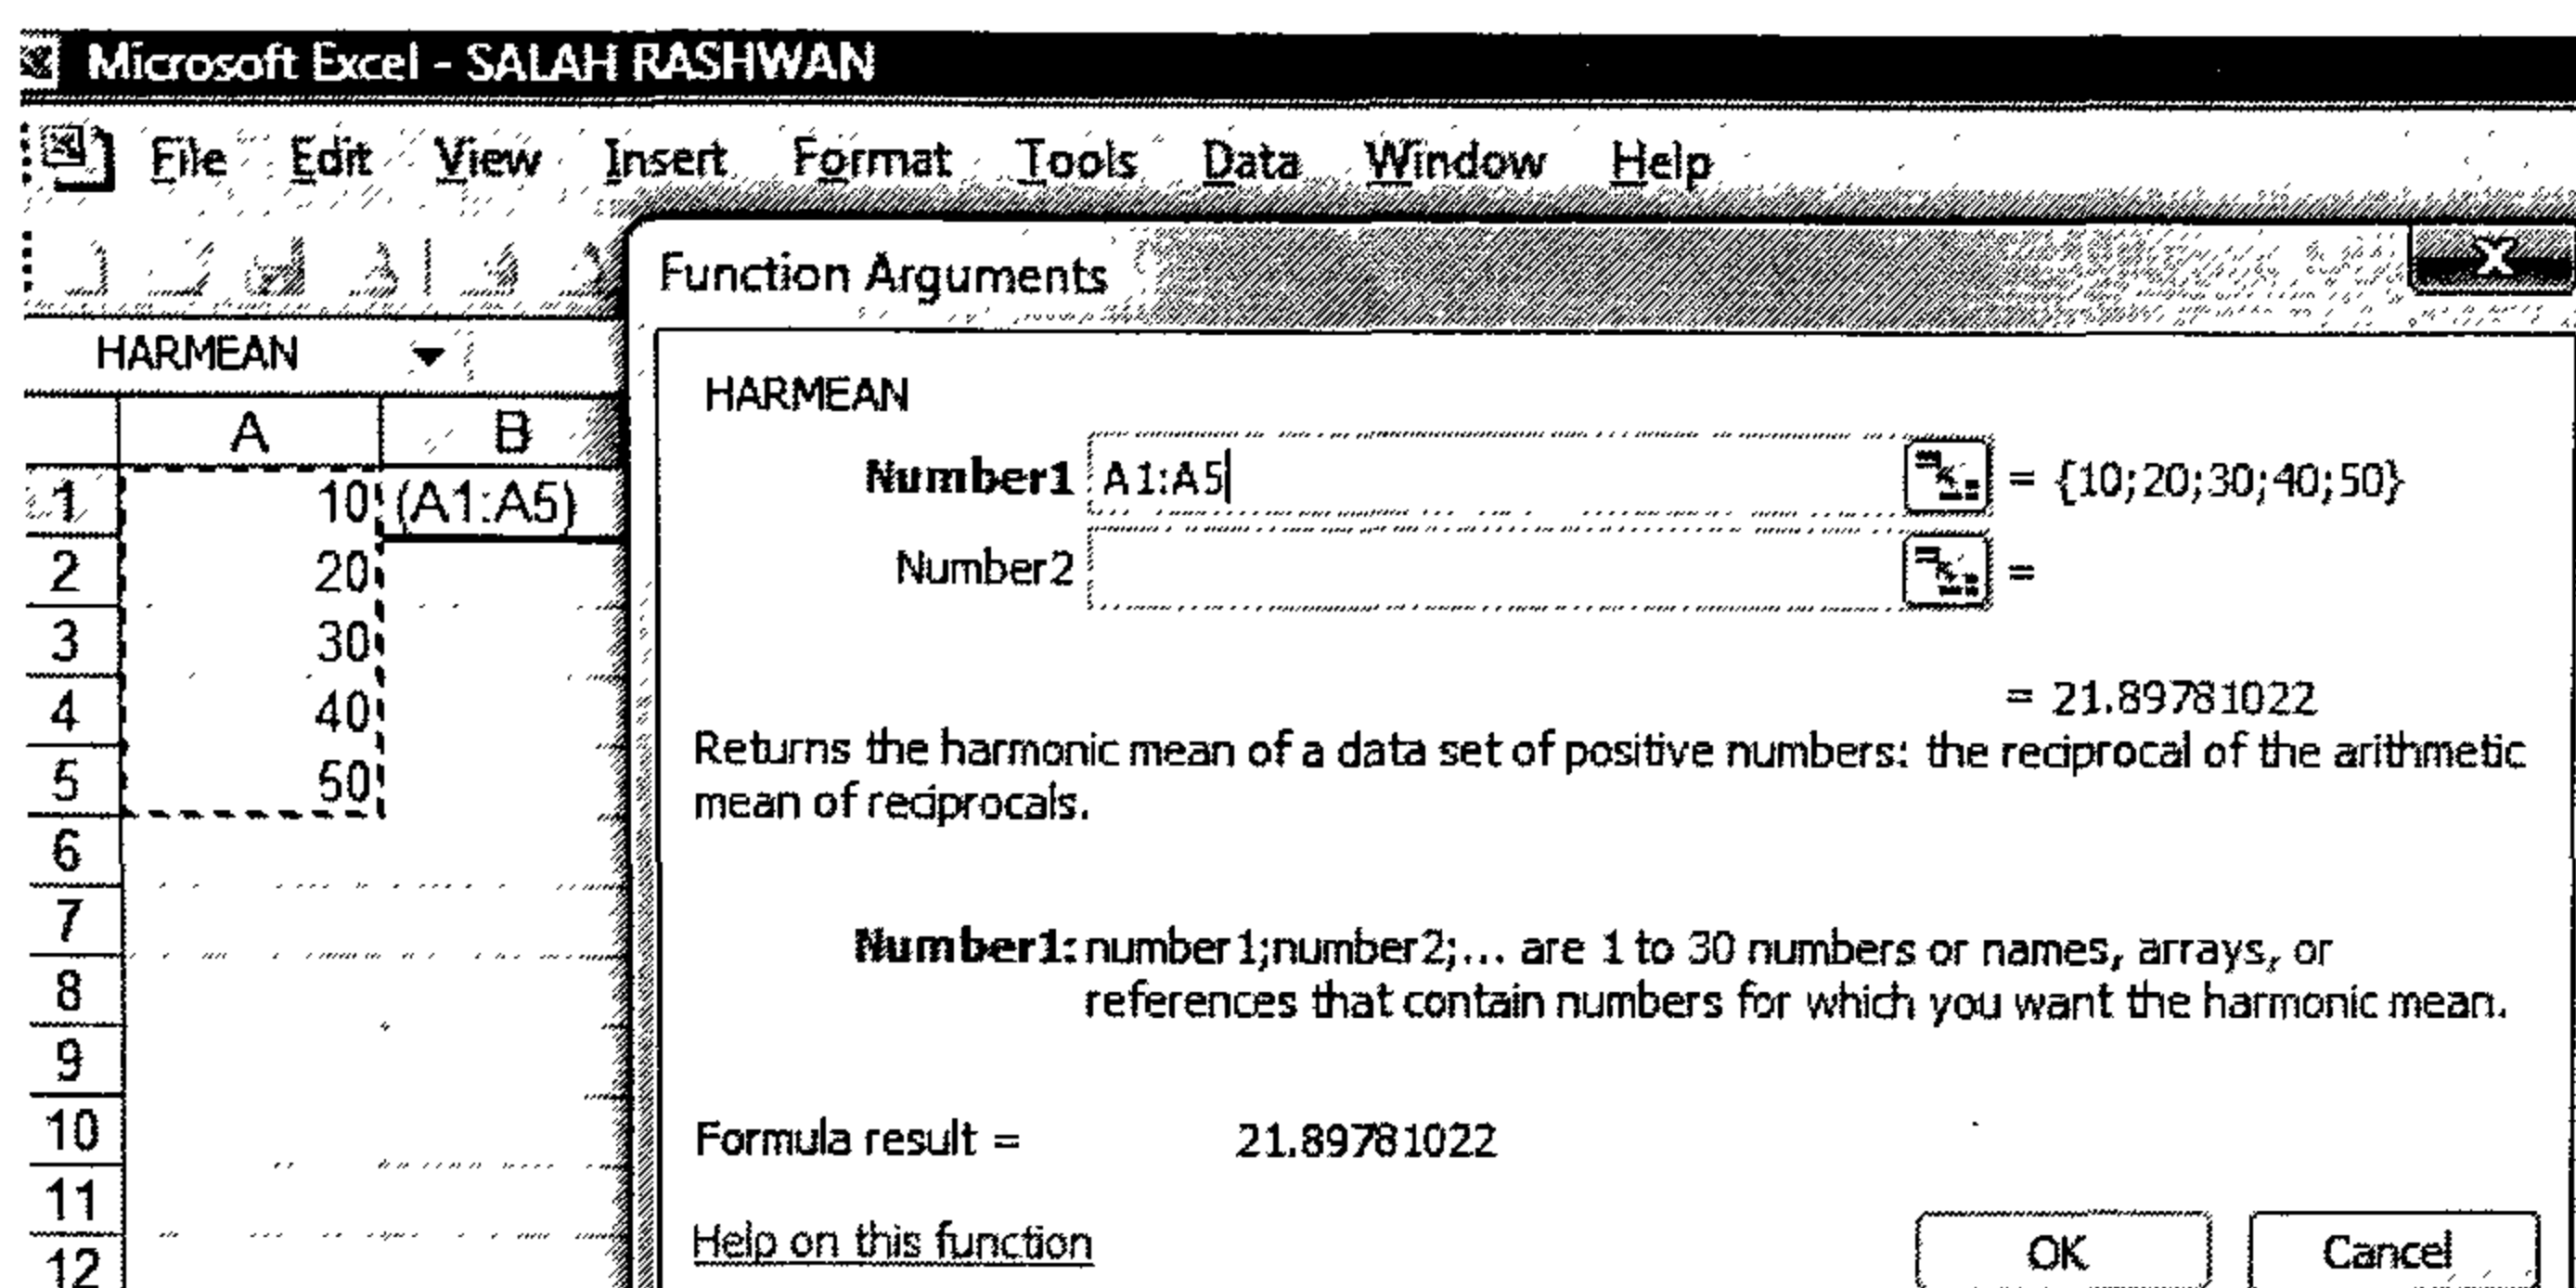 Microsoft Excel - SALAH RASHWAN
File Edit View Insert Format Tools Data Window Help
Function Arguments X
HARMEAN
HARMEAN
A B
Number1 A1:A5 = {10;20;30;40;50}
1 10 (A1:A5)
Number2 =
2 20
3 30
= 21.89781022
4 40
Returns the harmonic mean of a data set of positive numbers: the reciprocal of the arithmetic
5 50
mean of reciprocals.
6
7
Number1: number1;number2;... are 1 to 30 numbers or names, arrays, or
8
references that contain numbers for which you want the harmonic mean.
9
10
Formula result = 21.89781022
11
Help on this function
OK Cancel
12